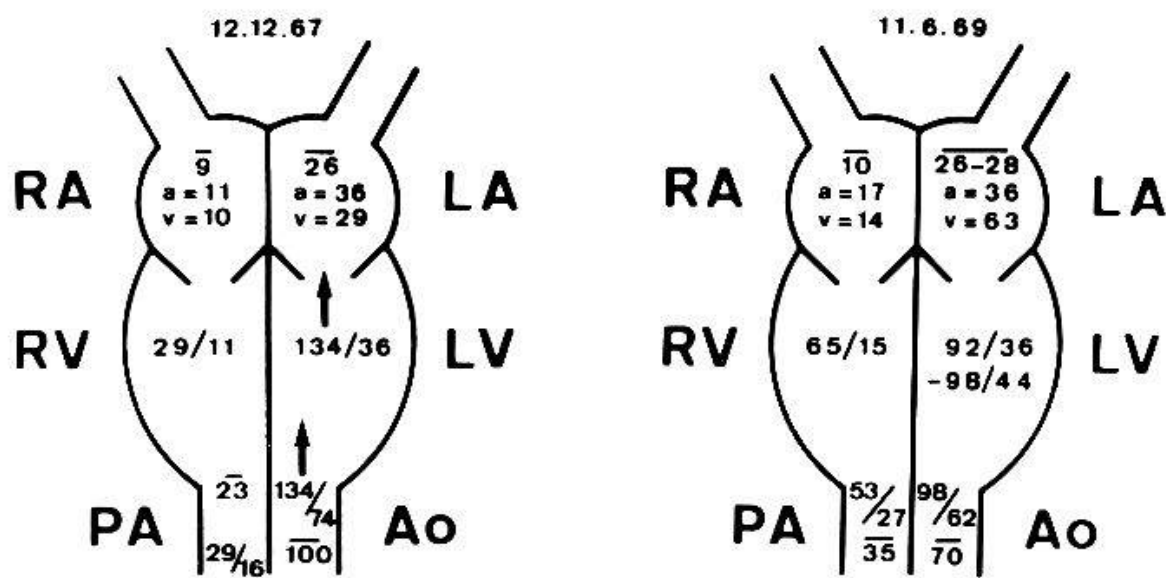 12.12.67
RA
9
a = 11
v = 10
26
a = 36
v = 29
LA
RV
29/11
134/36
LV
PA
23
29/16
134/74
100
Ao
11.6.69
RA
10
a = 17
v = 14
26-28
a = 36
v = 63
LA
RV
65/15
92/36
-98/44
LV
PA
53/27
35
98/62
70
Ao